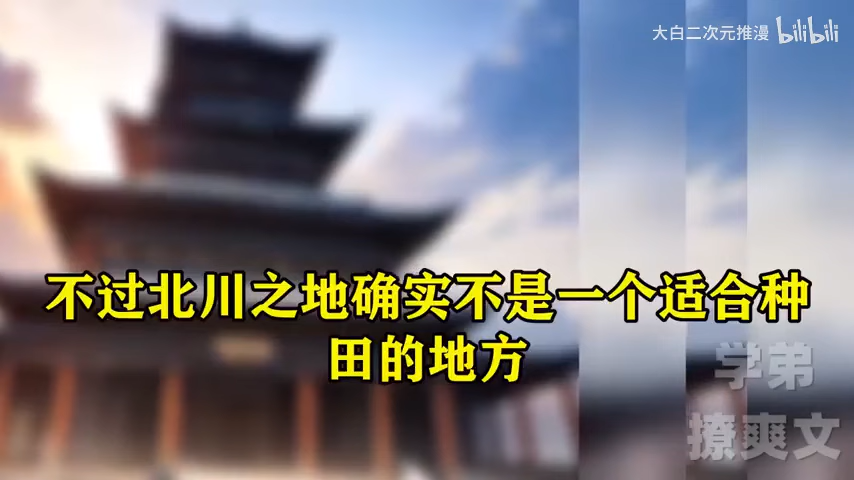 大白二次元推漫 bilibili
不过北川之地确实不是一个适合种
田的地方
学弟
撩爽文